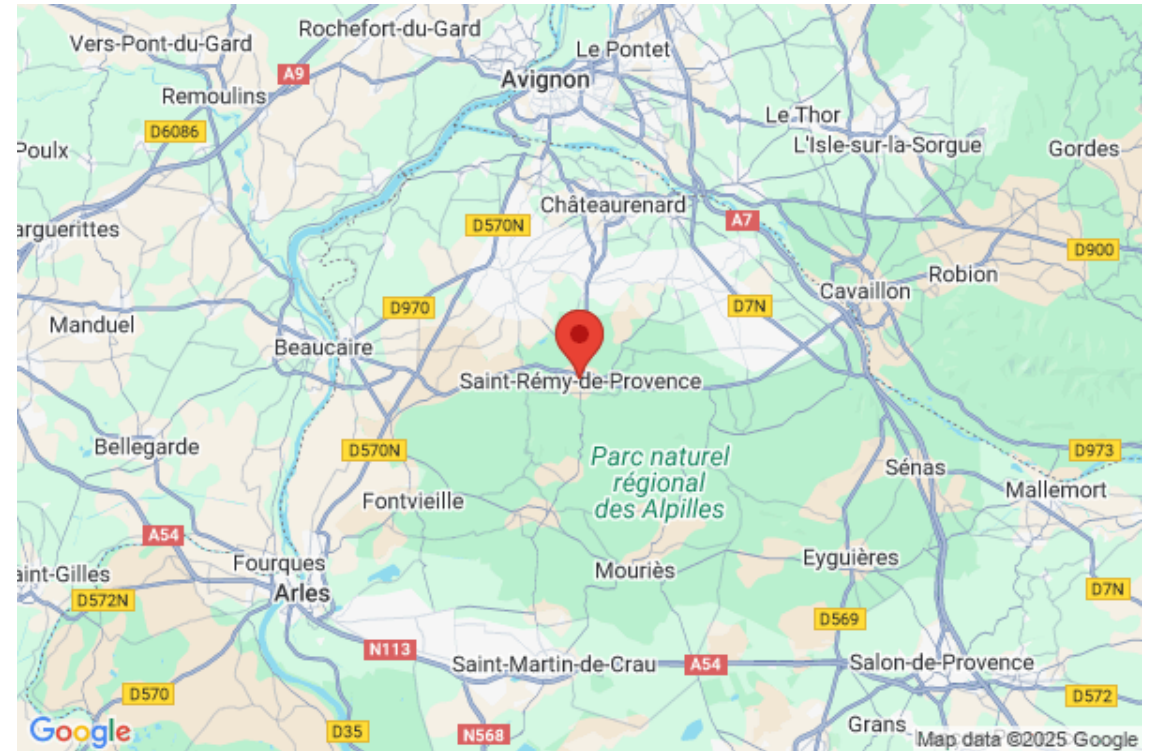 Rochefort-du-Gard
Vers-Pont-du-Gard
Le Pontet
A9
Avignon
Remoulins
Le Thor
D6086
L'Isle-sur-la-Sorgue
Poulx
Gordes
Châteaurenard
arguerittes
D570N
A7
D900
Robion
Cavaillon
D970
D7N
Manduel
Beaucaire
Saint-Rémy-de-Provence
Bellegarde
D570N
D973
Parc naturel
régional
des Alpilles
Sénas
Mallemort
Fontvieille
A54
Fourques
Eyguières
aint-Gilles
Mouriès
Arles
D7N
D572N
D569
N113
Saint-Martin-de-Crau
A54
Salon-de-Provence
D570
D572
Grans
Google
D35
N568
Map data ©2025 Google